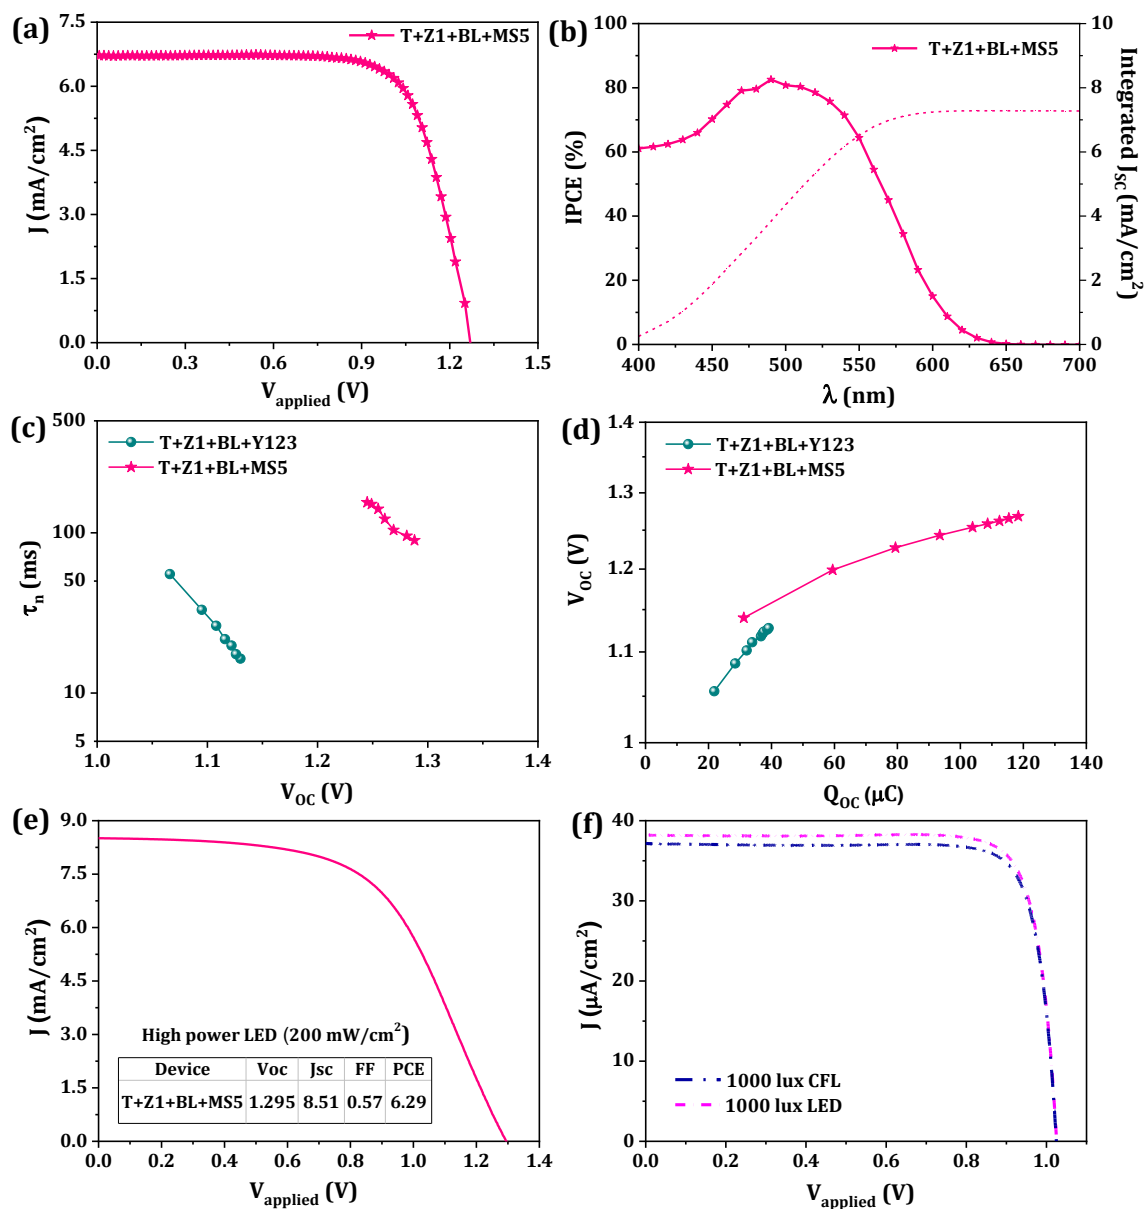 (a)
T+Z1+BL+MS5
7.5
6.0
4.5
3.0
1.5
0.0
J (mA/cm²)
0.0 0.3 0.6 0.9 1.2 1.5
V_applied (V)
(b)
T+Z1+BL+MS5
100
80
60
40
20
0
IPCE (%)
10
8
6
4
2
0
Integrated J_SC (mA/cm²)
400 450 500 550 600 650 700
λ (nm)
(c)
T+Z1+BL+Y123
T+Z1+BL+MS5
500
100
50
10
5
τ_n (ms)
1.0 1.1 1.2 1.3 1.4
V_OC (V)
(d)
T+Z1+BL+Y123
T+Z1+BL+MS5
1.4
1.3
1.2
1.1
1
V_OC (V)
0 20 40 60 80 100 120 140
Q_OC (μC)
(e)
9.0
7.5
6.0
4.5
3.0
1.5
0.0
J (mA/cm²)
High power LED (200 mW/cm²)
Device Voc Jsc FF PCE
T+Z1+BL+MS5 1.295 8.51 0.57 6.29
0.0 0.2 0.4 0.6 0.8 1.0 1.2 1.4
V_applied (V)
(f)
40
30
20
10
0
J (μA/cm²)
1000 lux CFL
1000 lux LED
0.0 0.2 0.4 0.6 0.8 1.0
V_applied (V)